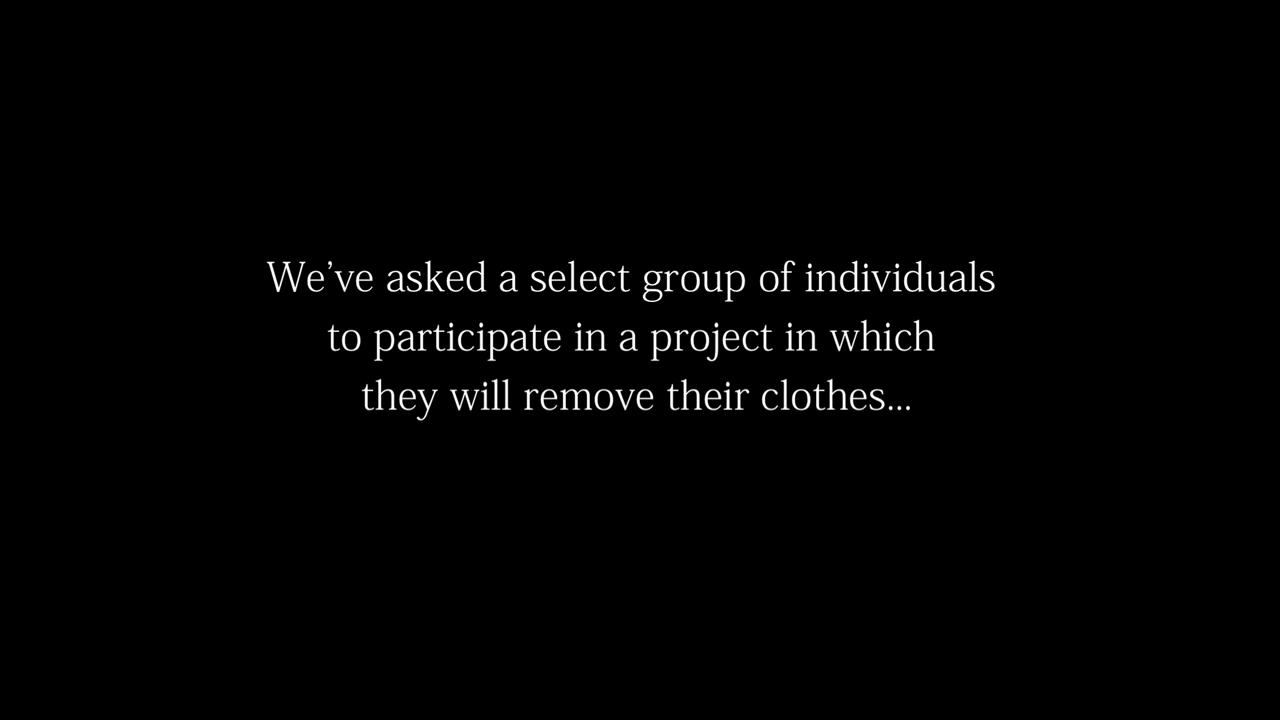 We’ve asked a select group of individuals
to participate in a project in which
they will remove their clothes...